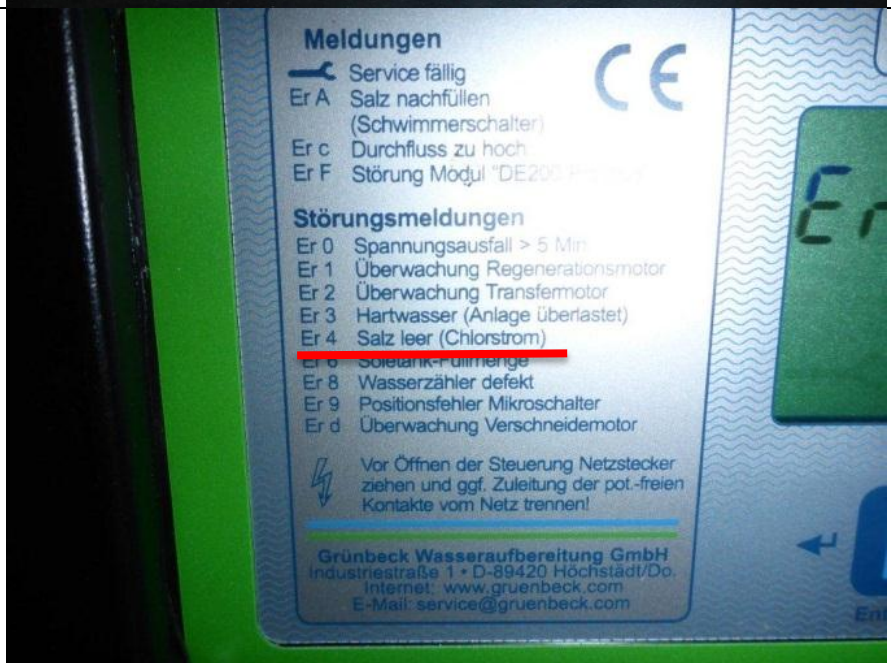 Meldungen
CE
Service fällig
Er A Salz nachfüllen
(Schwimmerschalter)
Er c Durchfluss zu hoch
Er F Störung Modul "DE200
Störungsmeldungen
Er 0 Spannungsausfall > 5 Min
Er 1 Überwachung Regenerationsmotor
Er 2 Überwachung Transfermotor
Er 3 Hartwasser (Anlage überlastet)
Er 4 Salz leer (Chlorstrom)
Er 6 Soletank-Füllmenge
Er 8 Wasserzähler defekt
Er 9 Positionsfehler Mikroschalter
Er d Überwachung Verschneidemotor
Vor Öffnen der Steuerung Netzstecker
ziehen und ggf. Zuleitung der pot.-freien
Kontakte vom Netz trennen!
Grünbeck Wasseraufbereitung GmbH
Industriestraße 1 • D-89420 Höchstädt/Do.
Internet: www.gruenbeck.com
E-Mail: service@gruenbeck.com
Er